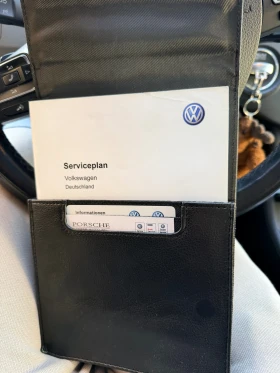 Serviceplan
Volkswagen
Deutschland
Informationen
PORSCHE